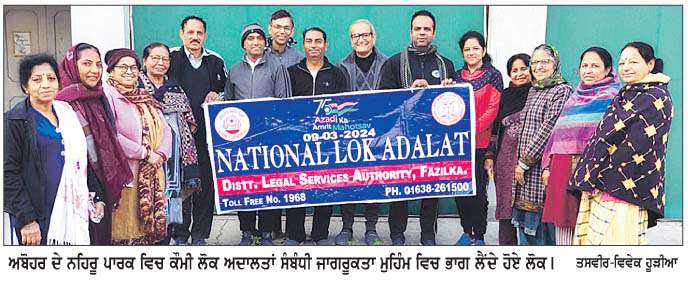 75
Azadi Ka
Amrit Mahotsav
09-03-2024
NATIONAL LOK ADALAT
DISTT. LEGAL SERVICES AUTHORITY, FAZILKA.
TOLL FREE NO. 1968 PH. 01638-261500
ਅਬੋਹਰ ਦੇ ਨਹਿਰੂ ਪਾਰਕ ਵਿਚ ਕੌਮੀ ਲੋਕ ਅਦਾਲਤਾਂ ਸੰਬੰਧੀ ਜਾਗਰੂਕਤਾ ਮੁਹਿੰਮ ਵਿਚ ਭਾਗ ਲੈਂਦੇ ਹੋਏ ਲੋਕ। ਤਸਵੀਰ-ਵਿਵੇਕ ਹੂੜੀਆ